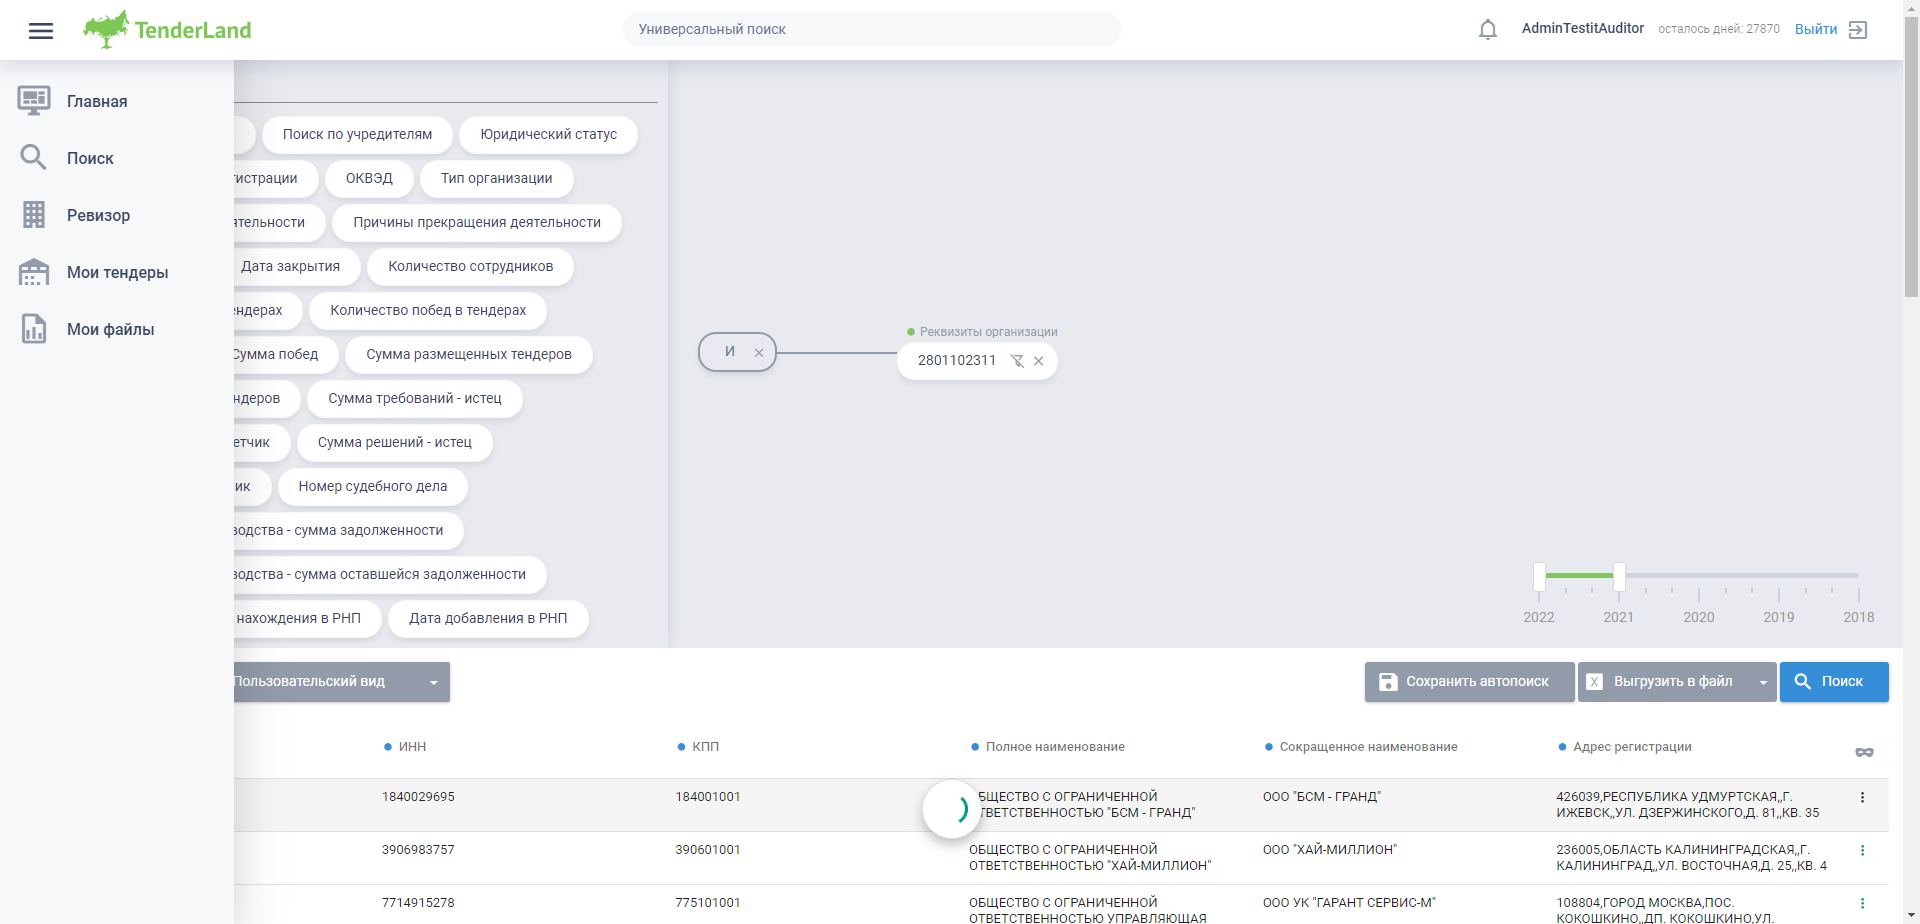 TenderLand
Универсальный поиск
AdminTestitAuditor
осталось дней: 27870
Выйти
Главная
Поиск
Ревизор
Мои тендеры
Мои файлы
Поиск по учредителям
Юридический статус
гистрации
ОКВЭД
Тип организации
ятельности
Причины прекращения деятельности
Дата закрытия
Количество сотрудников
ендерах
Количество побед в тендерах
Сумма побед
Сумма размещенных тендеров
ндеров
Сумма требований - истец
етчик
Сумма решений - истец
ик
Номер судебного дела
водства - сумма задолженности
водства - сумма оставшейся задолженности
нахождения в РНП
Дата добавления в РНП
И
Реквизиты организации
2801102311
2022 2021 2020 2019 2018
Пользовательский вид
Сохранить автопоиск
Выгрузить в файл
Поиск
ИНН
КПП
Полное наименование
Сокращенное наименование
Адрес регистрации
1840029695
184001001
ОБЩЕСТВО С ОГРАНИЧЕННОЙ
ОТВЕТСТВЕННОСТЬЮ "БСМ - ГРАНД"
ООО "БСМ - ГРАНД"
426039,РЕСПУБЛИКА УДМУРТСКАЯ,,Г.
ИЖЕВСК,,УЛ. ДЗЕРЖИНСКОГО,Д. 81,,КВ. 35
3906983757
390601001
ОБЩЕСТВО С ОГРАНИЧЕННОЙ
ОТВЕТСТВЕННОСТЬЮ "ХАЙ-МИЛЛИОН"
ООО "ХАЙ-МИЛЛИОН"
236005,ОБЛАСТЬ КАЛИНИНГРАДСКАЯ,,Г.
КАЛИНИНГРАД,,УЛ. ВОСТОЧНАЯ,Д. 25,,КВ. 4
7714915278
775101001
ОБЩЕСТВО С ОГРАНИЧЕННОЙ
ОТВЕТСТВЕННОСТЬЮ УПРАВЛЯЮЩАЯ
ООО УК "ГАРАНТ СЕРВИС-М"
108804,ГОРОД МОСКВА,ПОС.
КОКОШКИНО,,ДП. КОКОШКИНО,УЛ.